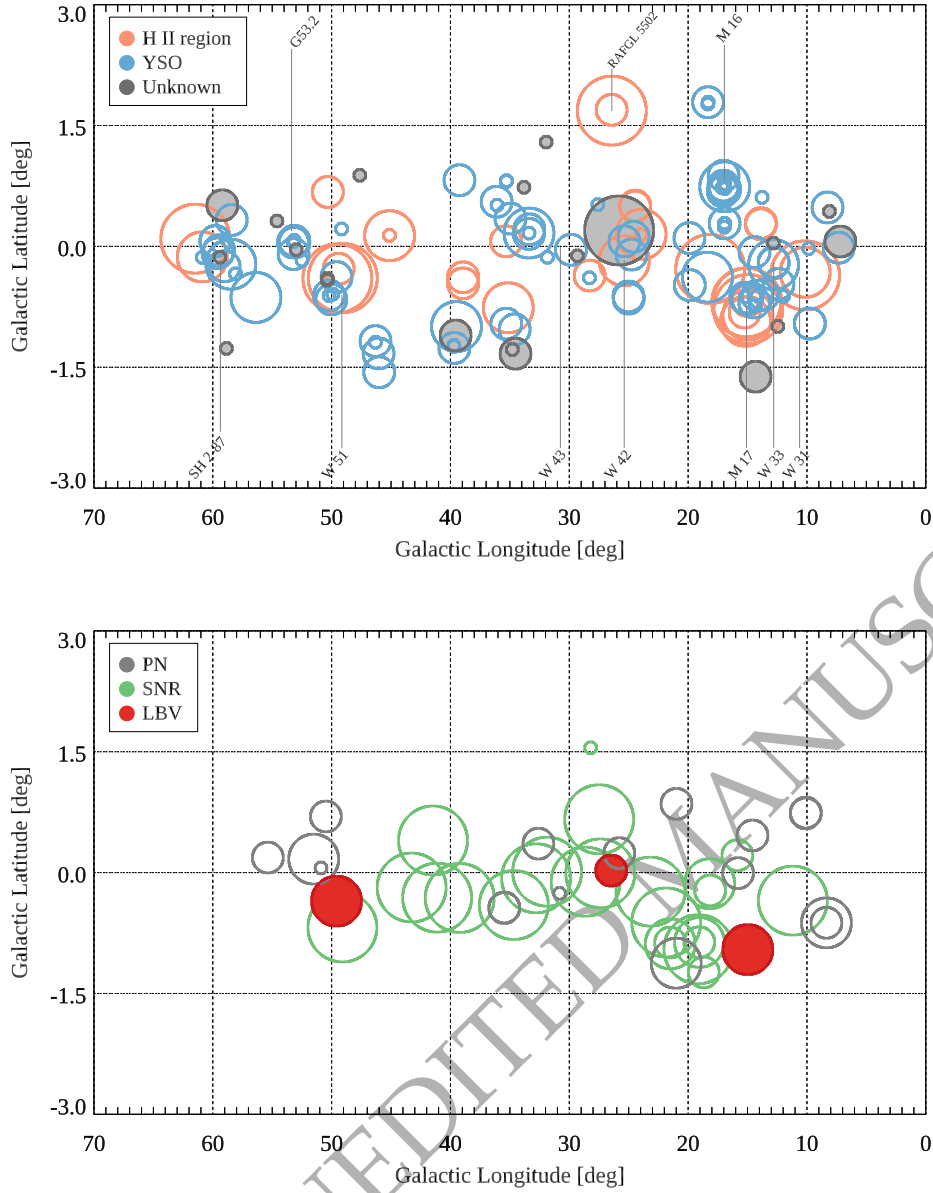 3.0
H II region
YSO
Unknown
G53.2
RAFGL 5502
M 16
1.5
0.0
-1.5
-3.0
Galactic Latitude [deg]
SH 2-87
W 51
W 43
W 42
M 17
W 33
W 31
70 60 50 40 30 20 10 0
Galactic Longitude [deg]
3.0
PN
SNR
LBV
1.5
0.0
-1.5
-3.0
Galactic Latitude [deg]
70 60 50 40 30 20 10 0
Galactic Longitude [deg]
EDITED MANUSC